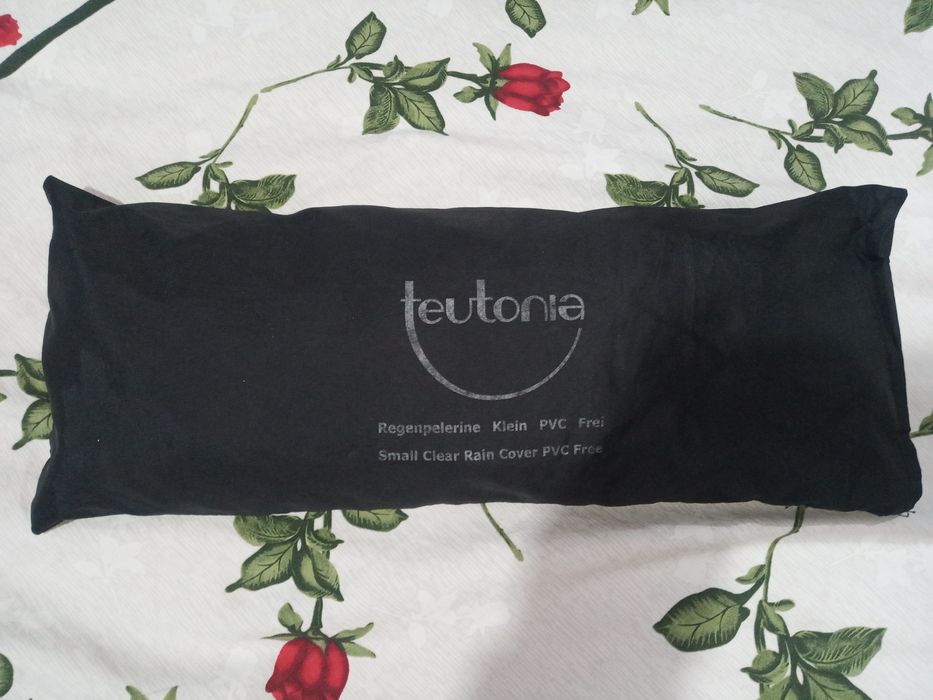 teutonia
Regenpelerine Klein PVC Frei
Small Clear Rain Cover PVC Free